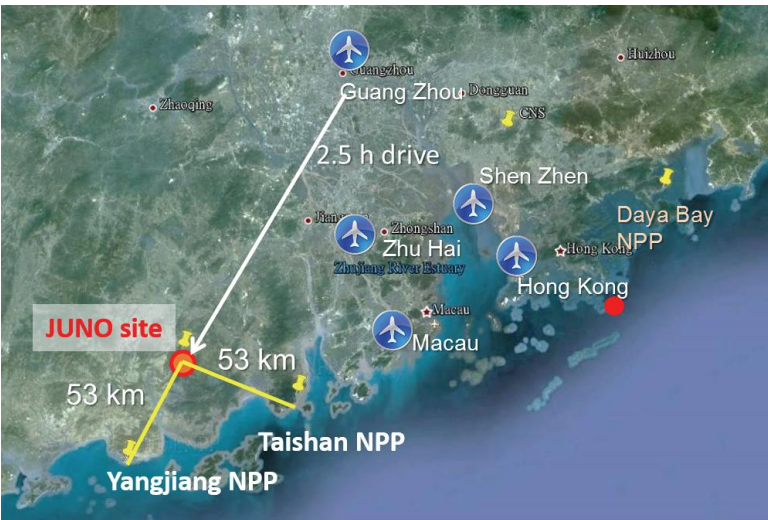 Huizhou
Guangzhou
Guang Zhou
Dongguan
Zhaoqing
CNS
2.5 h drive
Shen Zhen
Daya Bay
NPP
Zhongshan
Zhu Hai
Hong Kong
Zhujiang River Estuary
Hong Kong
Macau
JUNO site
Macau
53 km
53 km
Taishan NPP
Yangjiang NPP